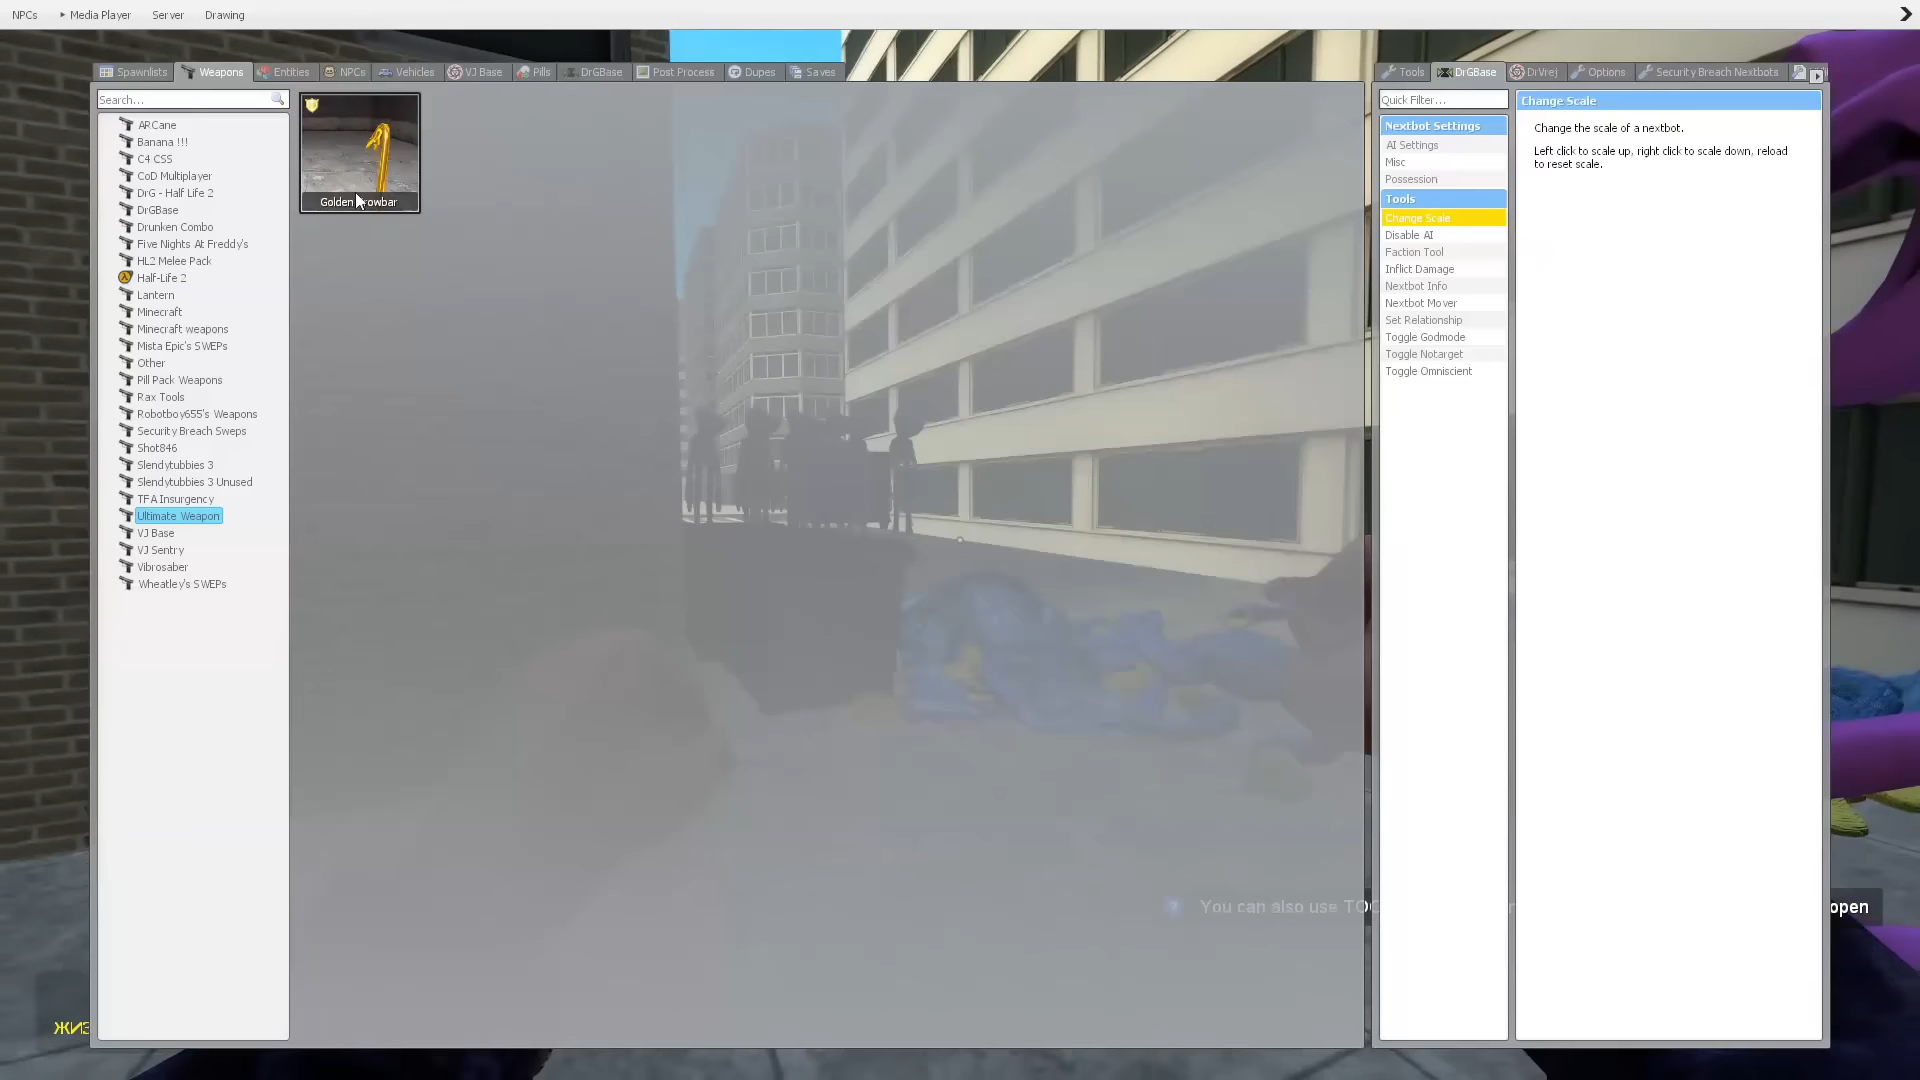 NPCs
Media Player
Server
Drawing
Spawnlists
Weapons
Entities
NPCs
Vehicles
VJ Base
Pills
DrGBase
Post Process
Dupes
Saves
Tools
DrGBase
DrVrej
Options
Security Breach Nextbots
Search...
ARCane
Banana !!!
C4 CSS
CoD Multiplayer
DrG - Half Life 2
DrGBase
Drunken Combo
Five Nights At Freddy's
HL2 Melee Pack
Half-Life 2
Lantern
Minecraft
Minecraft weapons
Mista Epic's SWEPs
Other
Pill Pack Weapons
Rax Tools
Robotboy655's Weapons
Security Breach Sweps
Shot846
Slendytubbies 3
Slendytubbies 3 Unused
TFA Insurgency
Ultimate Weapon
VJ Base
VJ Sentry
Vibrosaber
Wheatley's SWEPs
Golden
Quick Filter...
Nextbot Settings
AI Settings
Misc
Possession
Tools
Change Scale
Disable AI
Faction Tool
Inflict Damage
Nextbot Info
Nextbot Mover
Set Relationship
Toggle Godmode
Toggle Notarget
Toggle Omniscient
Change Scale
Change the scale of a nextbot.
Left click to scale up, right click to scale down, reload
to reset scale.
You can also use open